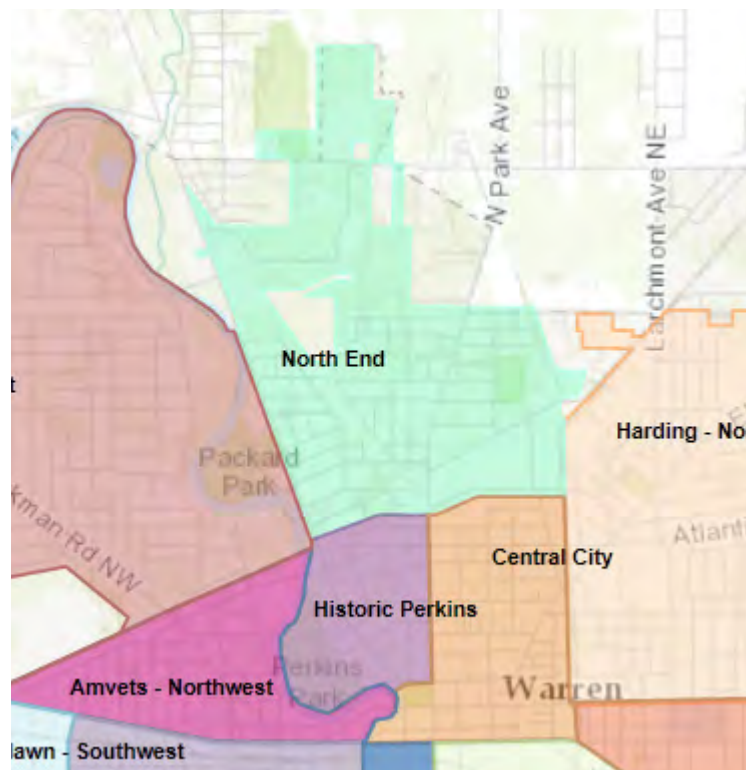 N Park Ave
Larchmont Ave NE
North End
t
Harding - No
Packard
Park
kman Rd NW
Atlanti
Central City
Historic Perkins
Perkins
Park
Amvets - Northwest
Warren
lawn - Southwest